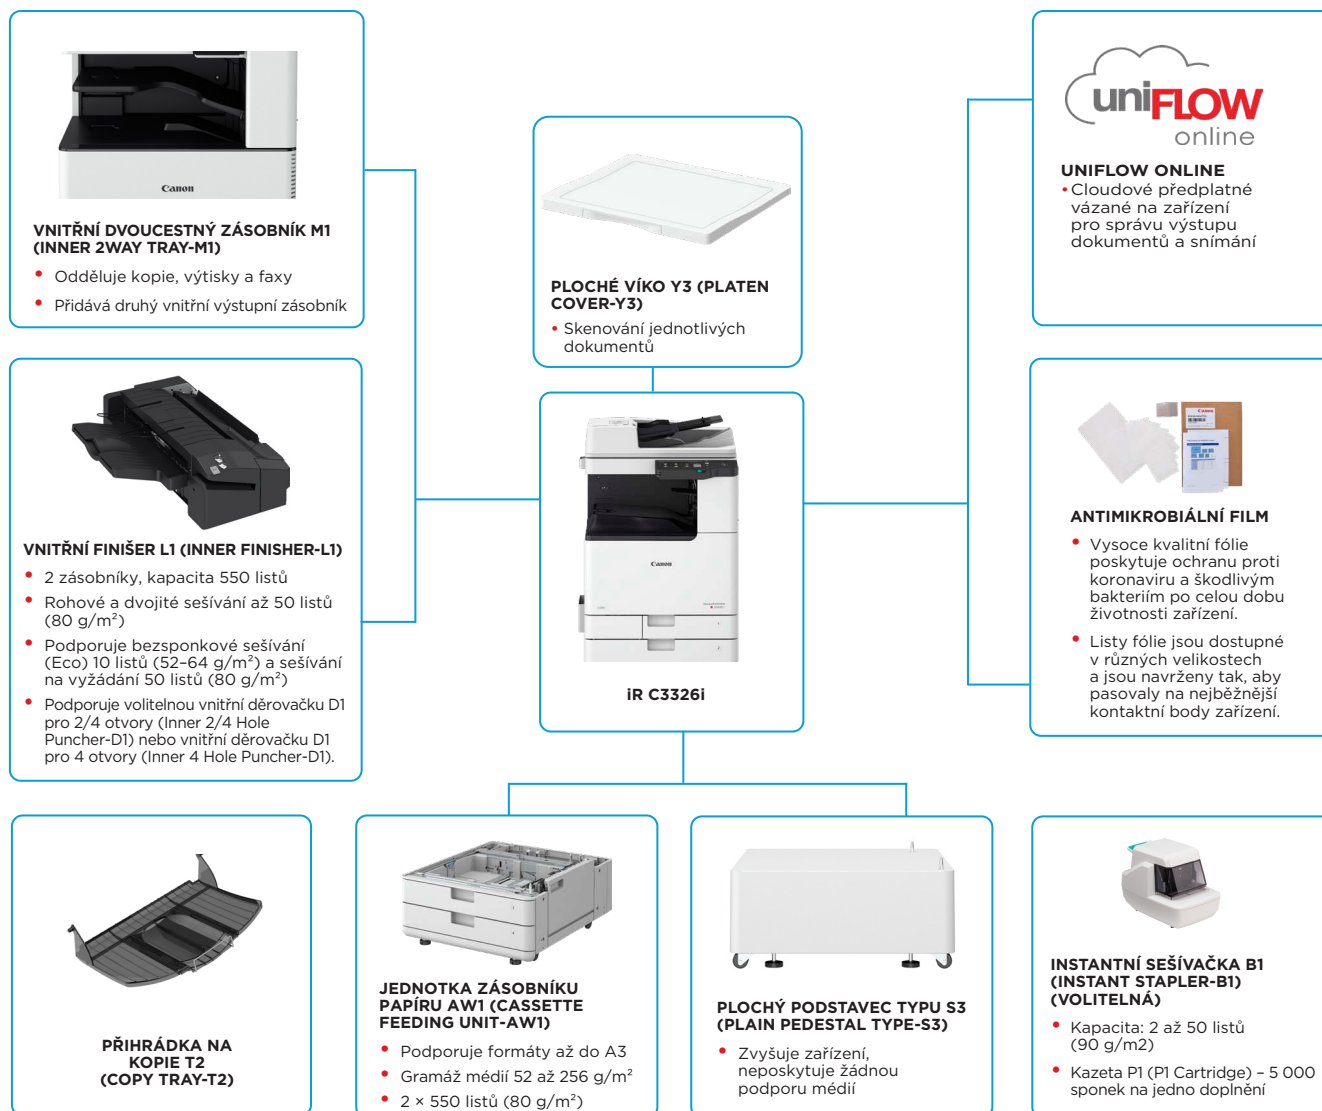 Canon
VNITŘNÍ DVOUCESTNÝ ZÁSOBNÍK M1
(INNER 2WAY TRAY-M1)
• Odděluje kopie, výtisky a faxy
• Přidává druhý vnitřní výstupní zásobník
PLOCHÉ VÍKO Y3 (PLATEN
COVER-Y3)
• Skenování jednotlivých
dokumentů
uniFLOW
online
UNIFLOW ONLINE
• Cloudové předplatné
vázané na zařízení
pro správu výstupu
dokumentů a snímání
VNITŘNÍ FINIŠER L1 (INNER FINISHER-L1)
• 2 zásobníky, kapacita 550 listů
• Rohové a dvojité sešívání až 50 listů
(80 g/m²)
• Podporuje bezsponkové sešívání
(Eco) 10 listů (52–64 g/m²) a sešívání
na vyžádání 50 listů (80 g/m²)
• Podporuje volitelnou vnitřní děrovačku D1
pro 2/4 otvory (Inner 2/4 Hole
Puncher-D1) nebo vnitřní děrovačku D1
pro 4 otvory (Inner 4 Hole Puncher-D1).
Canon
iR C3326i
Canon
ANTIMIKROBIÁLNÍ FILM
• Vysoce kvalitní fólie
poskytuje ochranu proti
koronaviru a škodlivým
bakteriím po celou dobu
životnosti zařízení.
• Listy fólie jsou dostupné
v různých velikostech
a jsou navrženy tak, aby
pasovaly na nejběžnější
kontaktní body zařízení.
PŘIHRÁDKA NA
KOPIE T2
(COPY TRAY-T2)
JEDNOTKA ZÁSOBNÍKU
PAPÍRU AW1 (CASSETTE
FEEDING UNIT-AW1)
• Podporuje formáty až do A3
• Gramáž médií 52 až 256 g/m²
• 2 × 550 listů (80 g/m²)
PLOCHÝ PODSTAVEC TYPU S3
(PLAIN PEDESTAL TYPE-S3)
• Zvyšuje zařízení,
neposkytuje žádnou
podporu médií
INSTANTNÍ SEŠÍVAČKA B1
(INSTANT STAPLER-B1)
(VOLITELNÁ)
• Kapacita: 2 až 50 listů
(90 g/m2)
• Kazeta P1 (P1 Cartridge) – 5 000
sponek na jedno doplnění